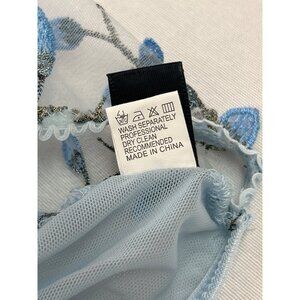 WASH SEPARATELY
PROFESSIONAL
DRY CLEAN
RECOMMENDED
MADE IN CHINA